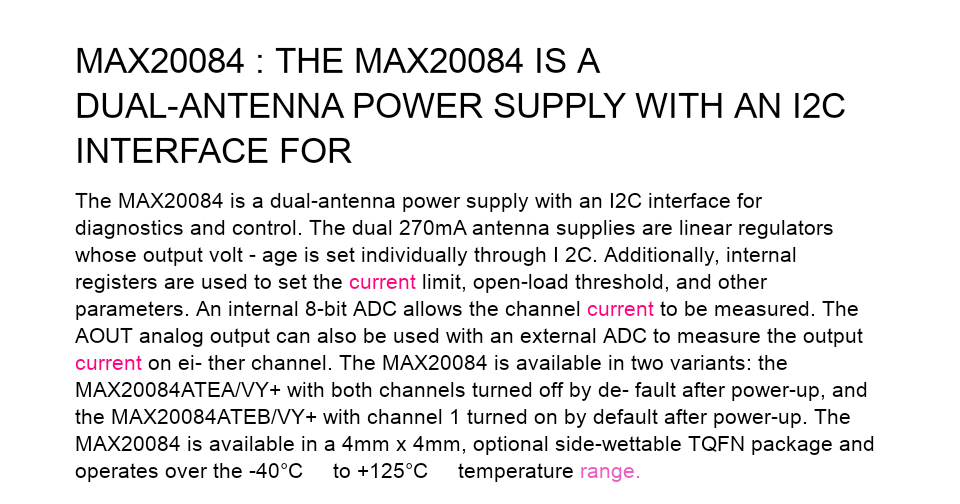 MAX20084 : THE MAX20084 IS A
DUAL-ANTENNA POWER SUPPLY WITH AN I2C
INTERFACE FOR
The MAX20084 is a dual-antenna power supply with an I2C interface for
diagnostics and control. The dual 270mA antenna supplies are linear regulators
whose output volt - age is set individually through I 2C. Additionally, internal
registers are used to set the current limit, open-load threshold, and other
parameters. An internal 8-bit ADC allows the channel current to be measured. The
AOUT analog output can also be used with an external ADC to measure the output
current on ei- ther channel. The MAX20084 is available in two variants: the
MAX20084ATEA/VY+ with both channels turned off by de- fault after power-up, and
the MAX20084ATEB/VY+ with channel 1 turned on by default after power-up. The
MAX20084 is available in a 4mm x 4mm, optional side-wettable TQFN package and
operates over the -40°C to +125°C temperature range.